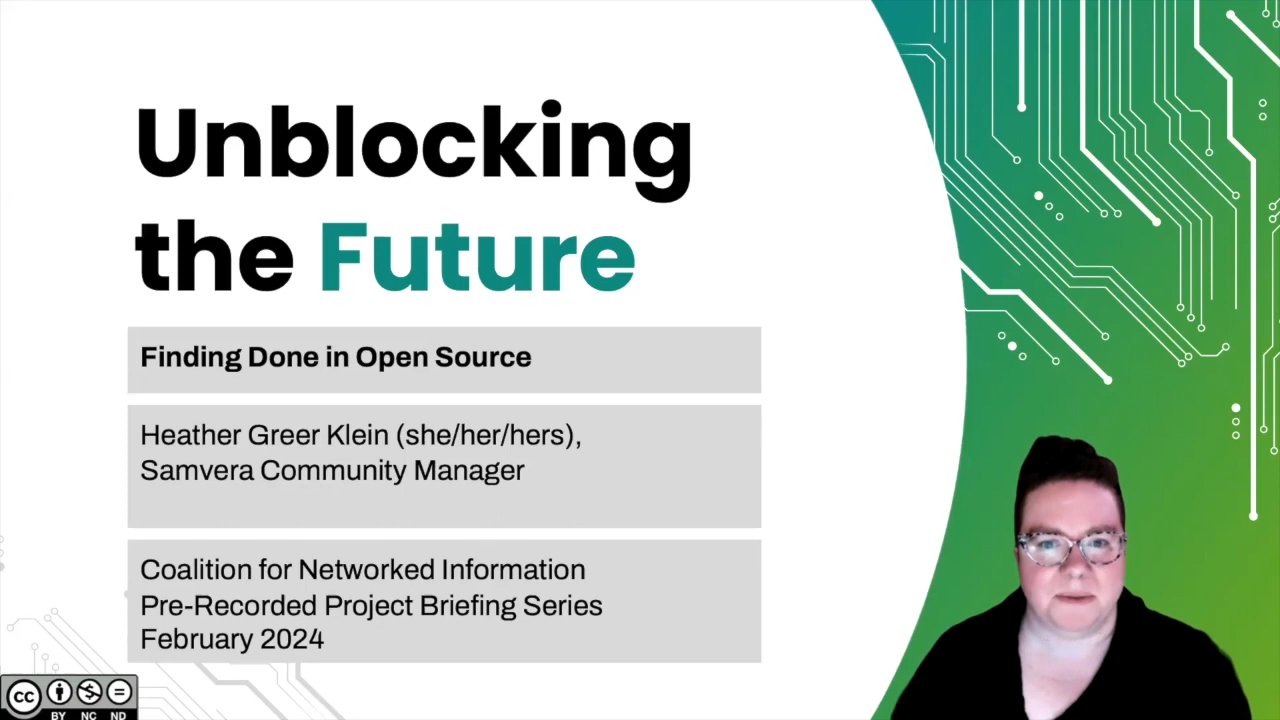 Unblocking
the Future
Finding Done in Open Source
Heather Greer Klein (she/her/hers),
Samvera Community Manager
Coalition for Networked Information
Pre-Recorded Project Briefing Series
February 2024
cc
BY NC ND